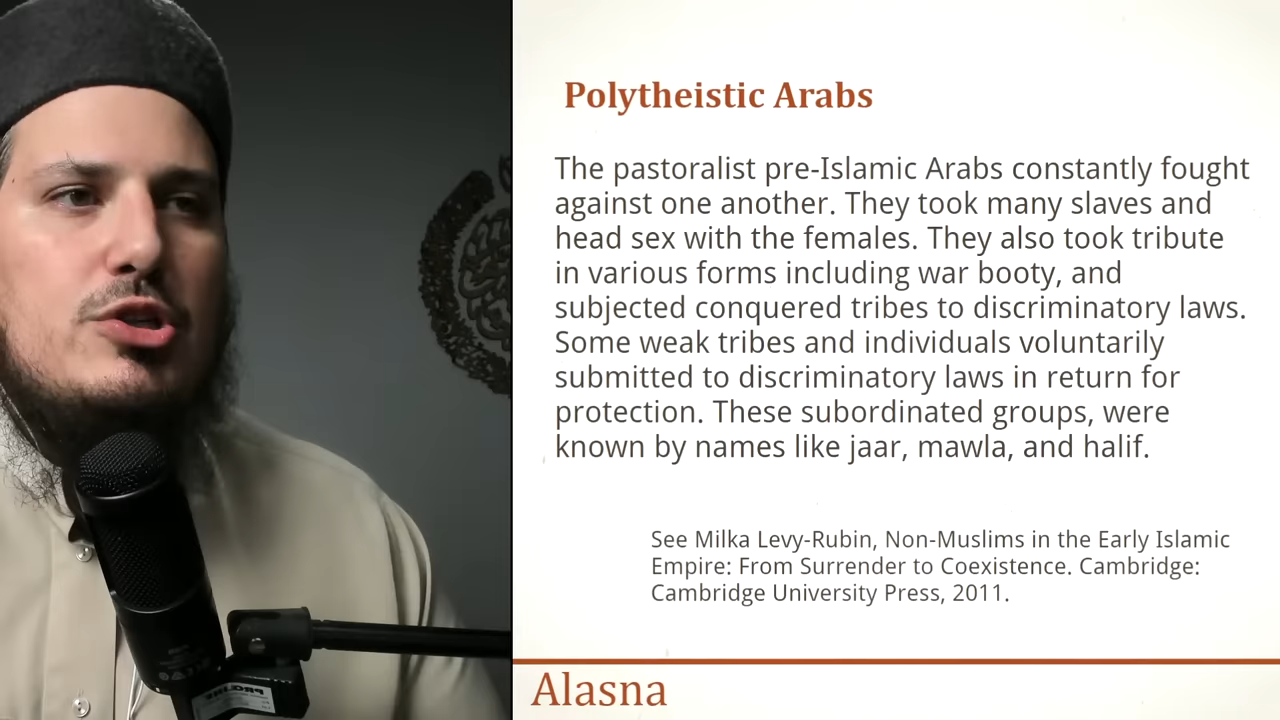 Polytheistic Arabs
The pastoralist pre-Islamic Arabs constantly fought
against one another. They took many slaves and
head sex with the females. They also took tribute
in various forms including war booty, and
subjected conquered tribes to discriminatory laws.
Some weak tribes and individuals voluntarily
submitted to discriminatory laws in return for
protection. These subordinated groups, were
known by names like jaar, mawla, and halif.
See Milka Levy-Rubin, Non-Muslims in the Early Islamic
Empire: From Surrender to Coexistence. Cambridge:
Cambridge University Press, 2011.
Alasna